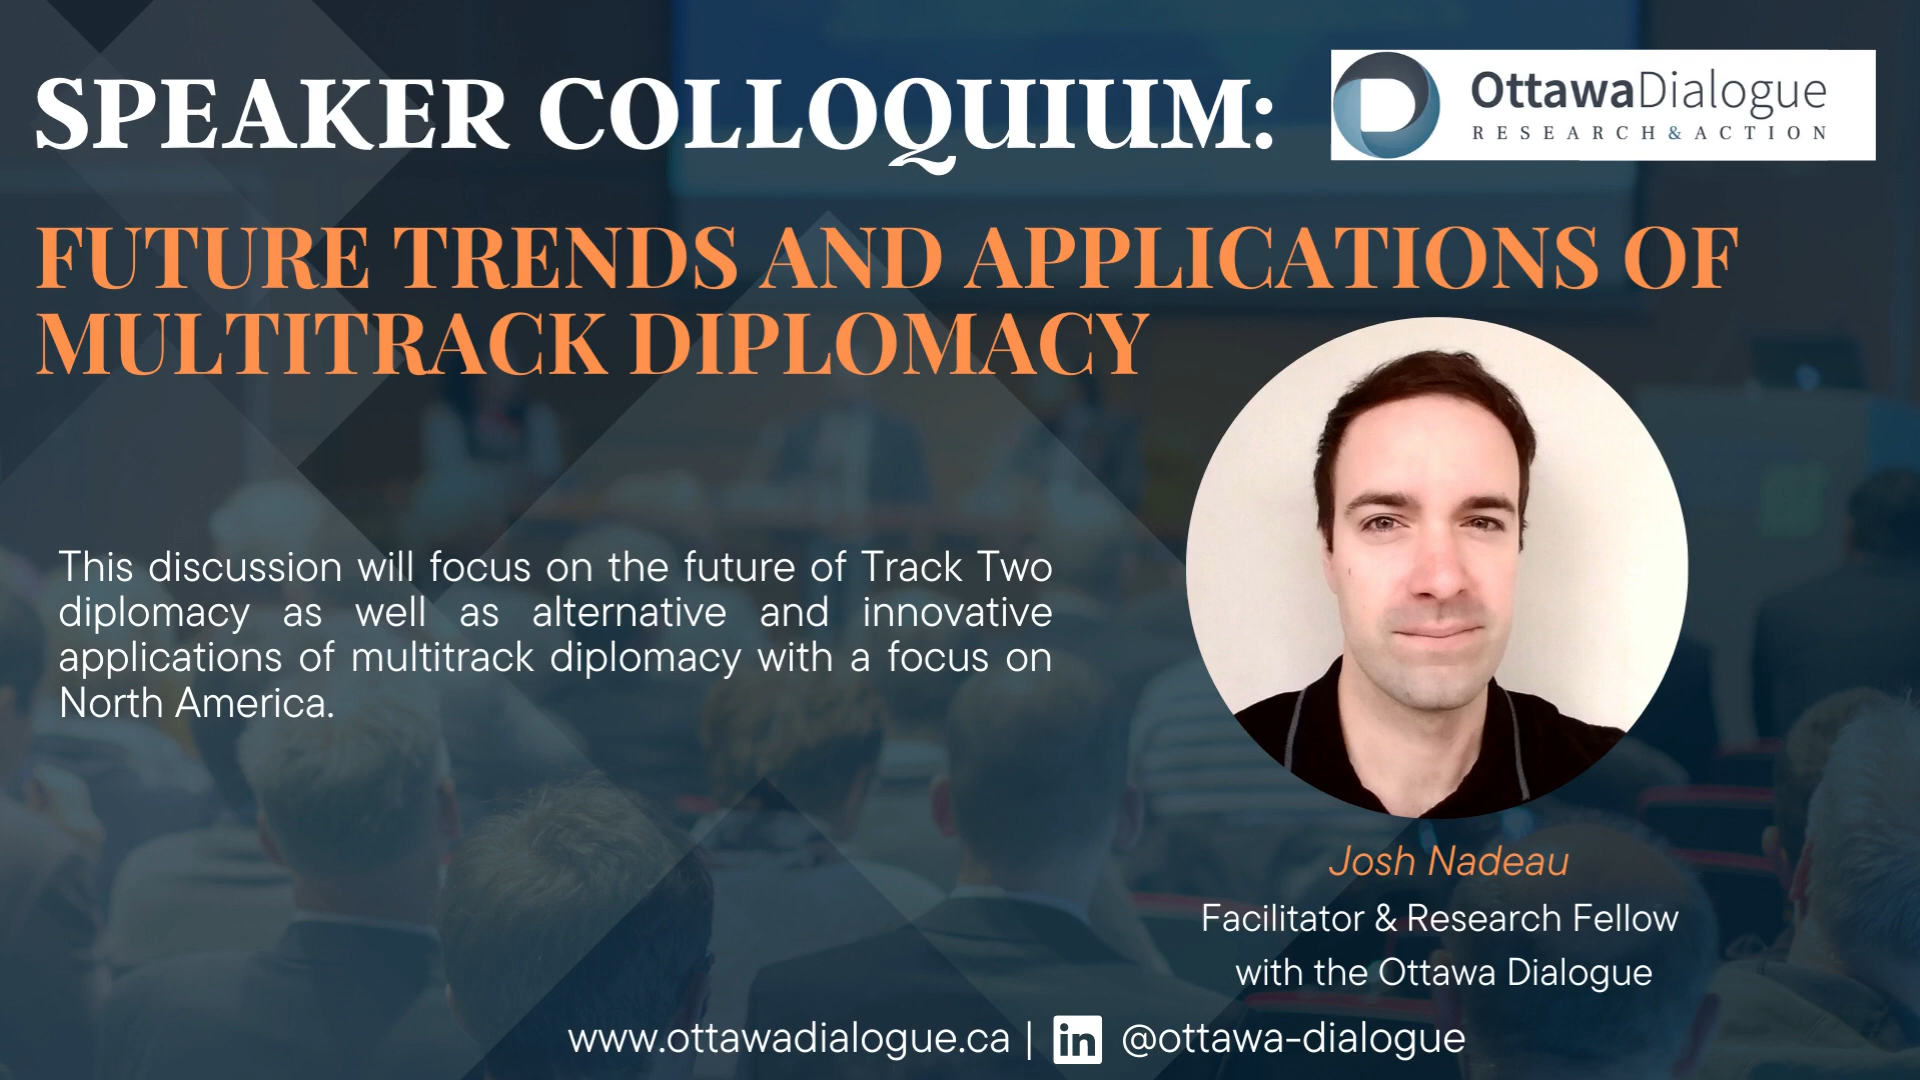 SPEAKER COLLOQUIUM:
OttawaDialogue
RESEARCH&ACTION
FUTURE TRENDS AND APPLICATIONS OF
MULTITRACK DIPLOMACY
This discussion will focus on the future of Track Two
diplomacy as well as alternative and innovative
applications of multitrack diplomacy with a focus on
North America.
Josh Nadeau
Facilitator & Research Fellow
with the Ottawa Dialogue
www.ottawadialogue.ca | in @ottawa-dialogue